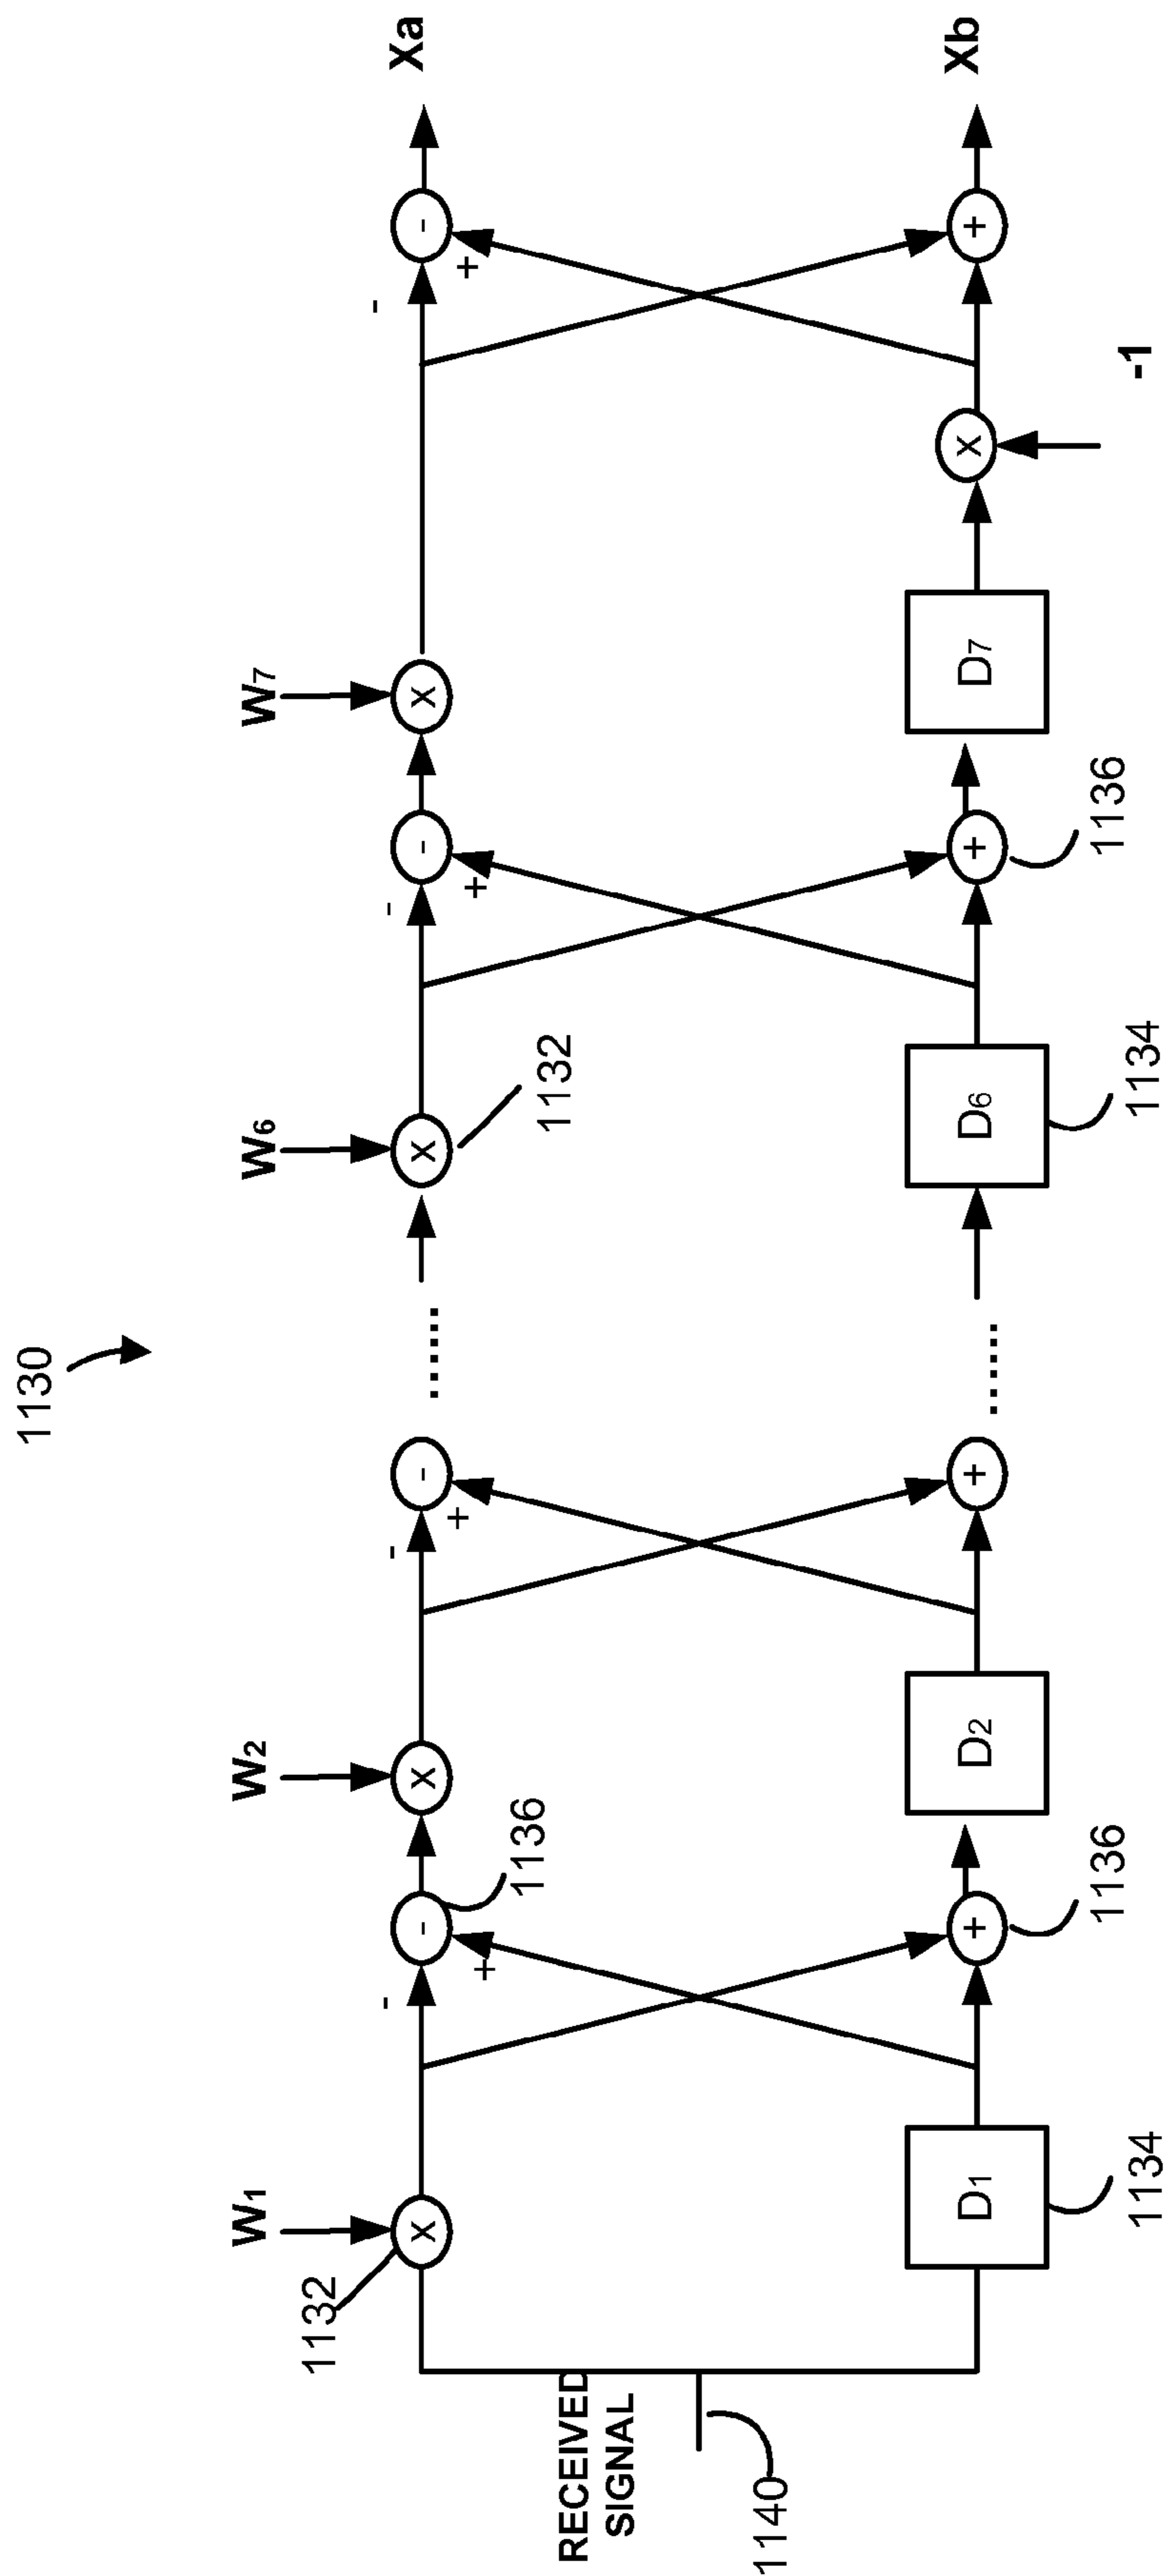 1130
W1
W2
W6
W7
1132
X
-
+
-
1136
X
-
+
-
......
X
1132
-
+
-
X
-
+
-
Xa
RECEIVED
SIGNAL
1140
D1
1134
+
1136
D2
+
......
D6
1134
+
1136
D7
X
-1
+
Xb